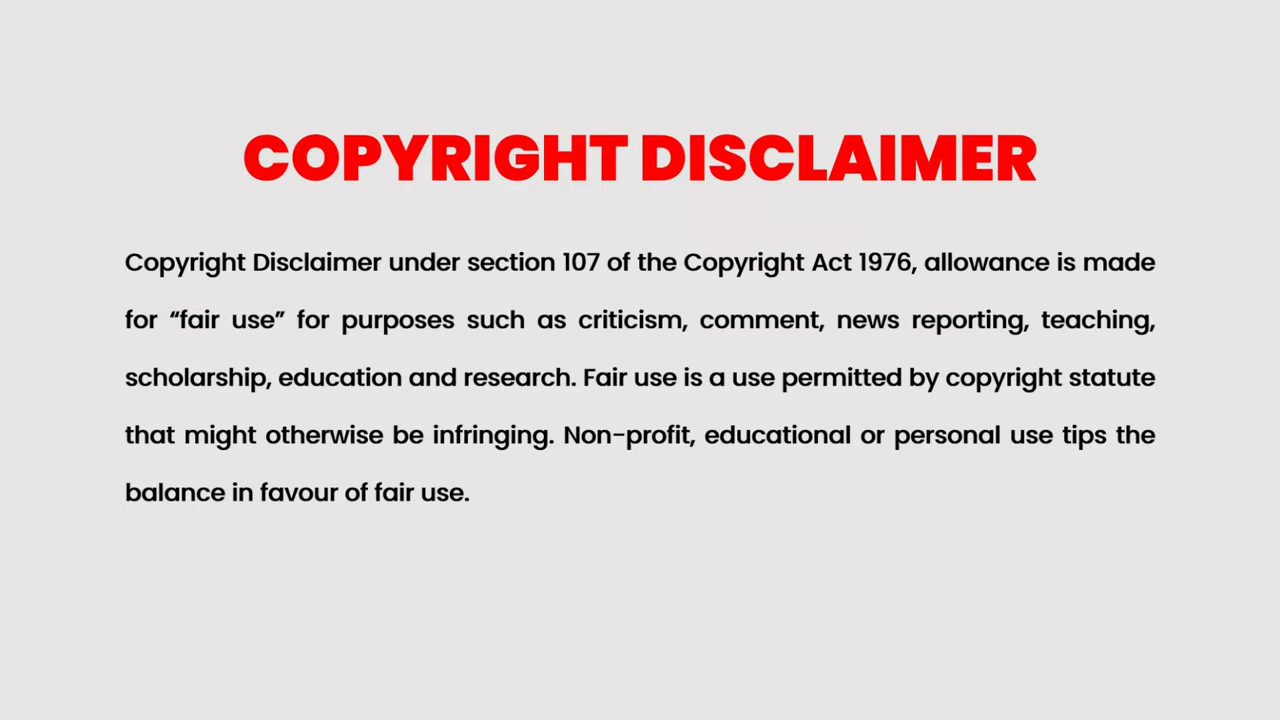 COPYRIGHT DISCLAIMER
Copyright Disclaimer under section 107 of the Copyright Act 1976, allowance is made
for “fair use” for purposes such as criticism, comment, news reporting, teaching,
scholarship, education and research. Fair use is a use permitted by copyright statute
that might otherwise be infringing. Non-profit, educational or personal use tips the
balance in favour of fair use.